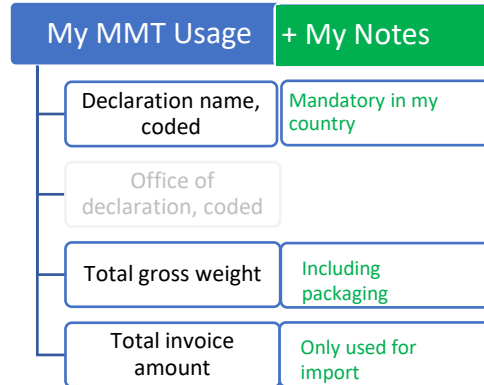 My MMT Usage + My Notes
Declaration name, Mandatory in my
coded country
Office of
declaration, coded
Total gross weight Including
packaging
Total invoice Only used for
amount import